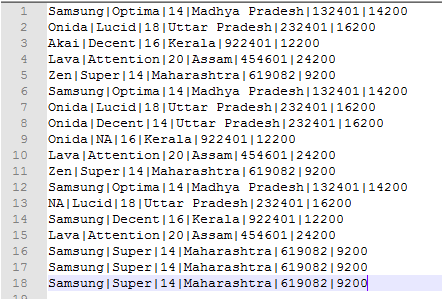 1 Samsung|Optima|14|Madhya Pradesh|132401|14200
2 Onida|Lucid|18|Uttar Pradesh|232401|16200
3 Akai|Decent|16|Kerala|922401|12200
4 Lava|Attention|20|Assam|454601|24200
5 Zen|Super|14|Maharashtra|619082|9200
6 Samsung|Optima|14|Madhya Pradesh|132401|14200
7 Onida|Lucid|18|Uttar Pradesh|232401|16200
8 Onida|Decent|14|Uttar Pradesh|232401|16200
9 Onida|NA|16|Kerala|922401|12200
10 Lava|Attention|20|Assam|454601|24200
11 Zen|Super|14|Maharashtra|619082|9200
12 Samsung|Optima|14|Madhya Pradesh|132401|14200
13 NA|Lucid|18|Uttar Pradesh|232401|16200
14 Samsung|Decent|16|Kerala|922401|12200
15 Lava|Attention|20|Assam|454601|24200
16 Samsung|Super|14|Maharashtra|619082|9200
17 Samsung|Super|14|Maharashtra|619082|9200
18 Samsung|Super|14|Maharashtra|619082|9200